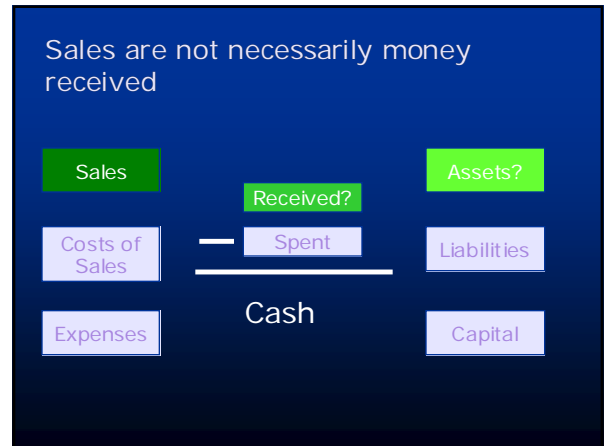 Sales are not necessarily money
received
Sales
Costs of
Sales
Expenses
Received?
Spent
Cash
Assets?
Liabilities
Capital